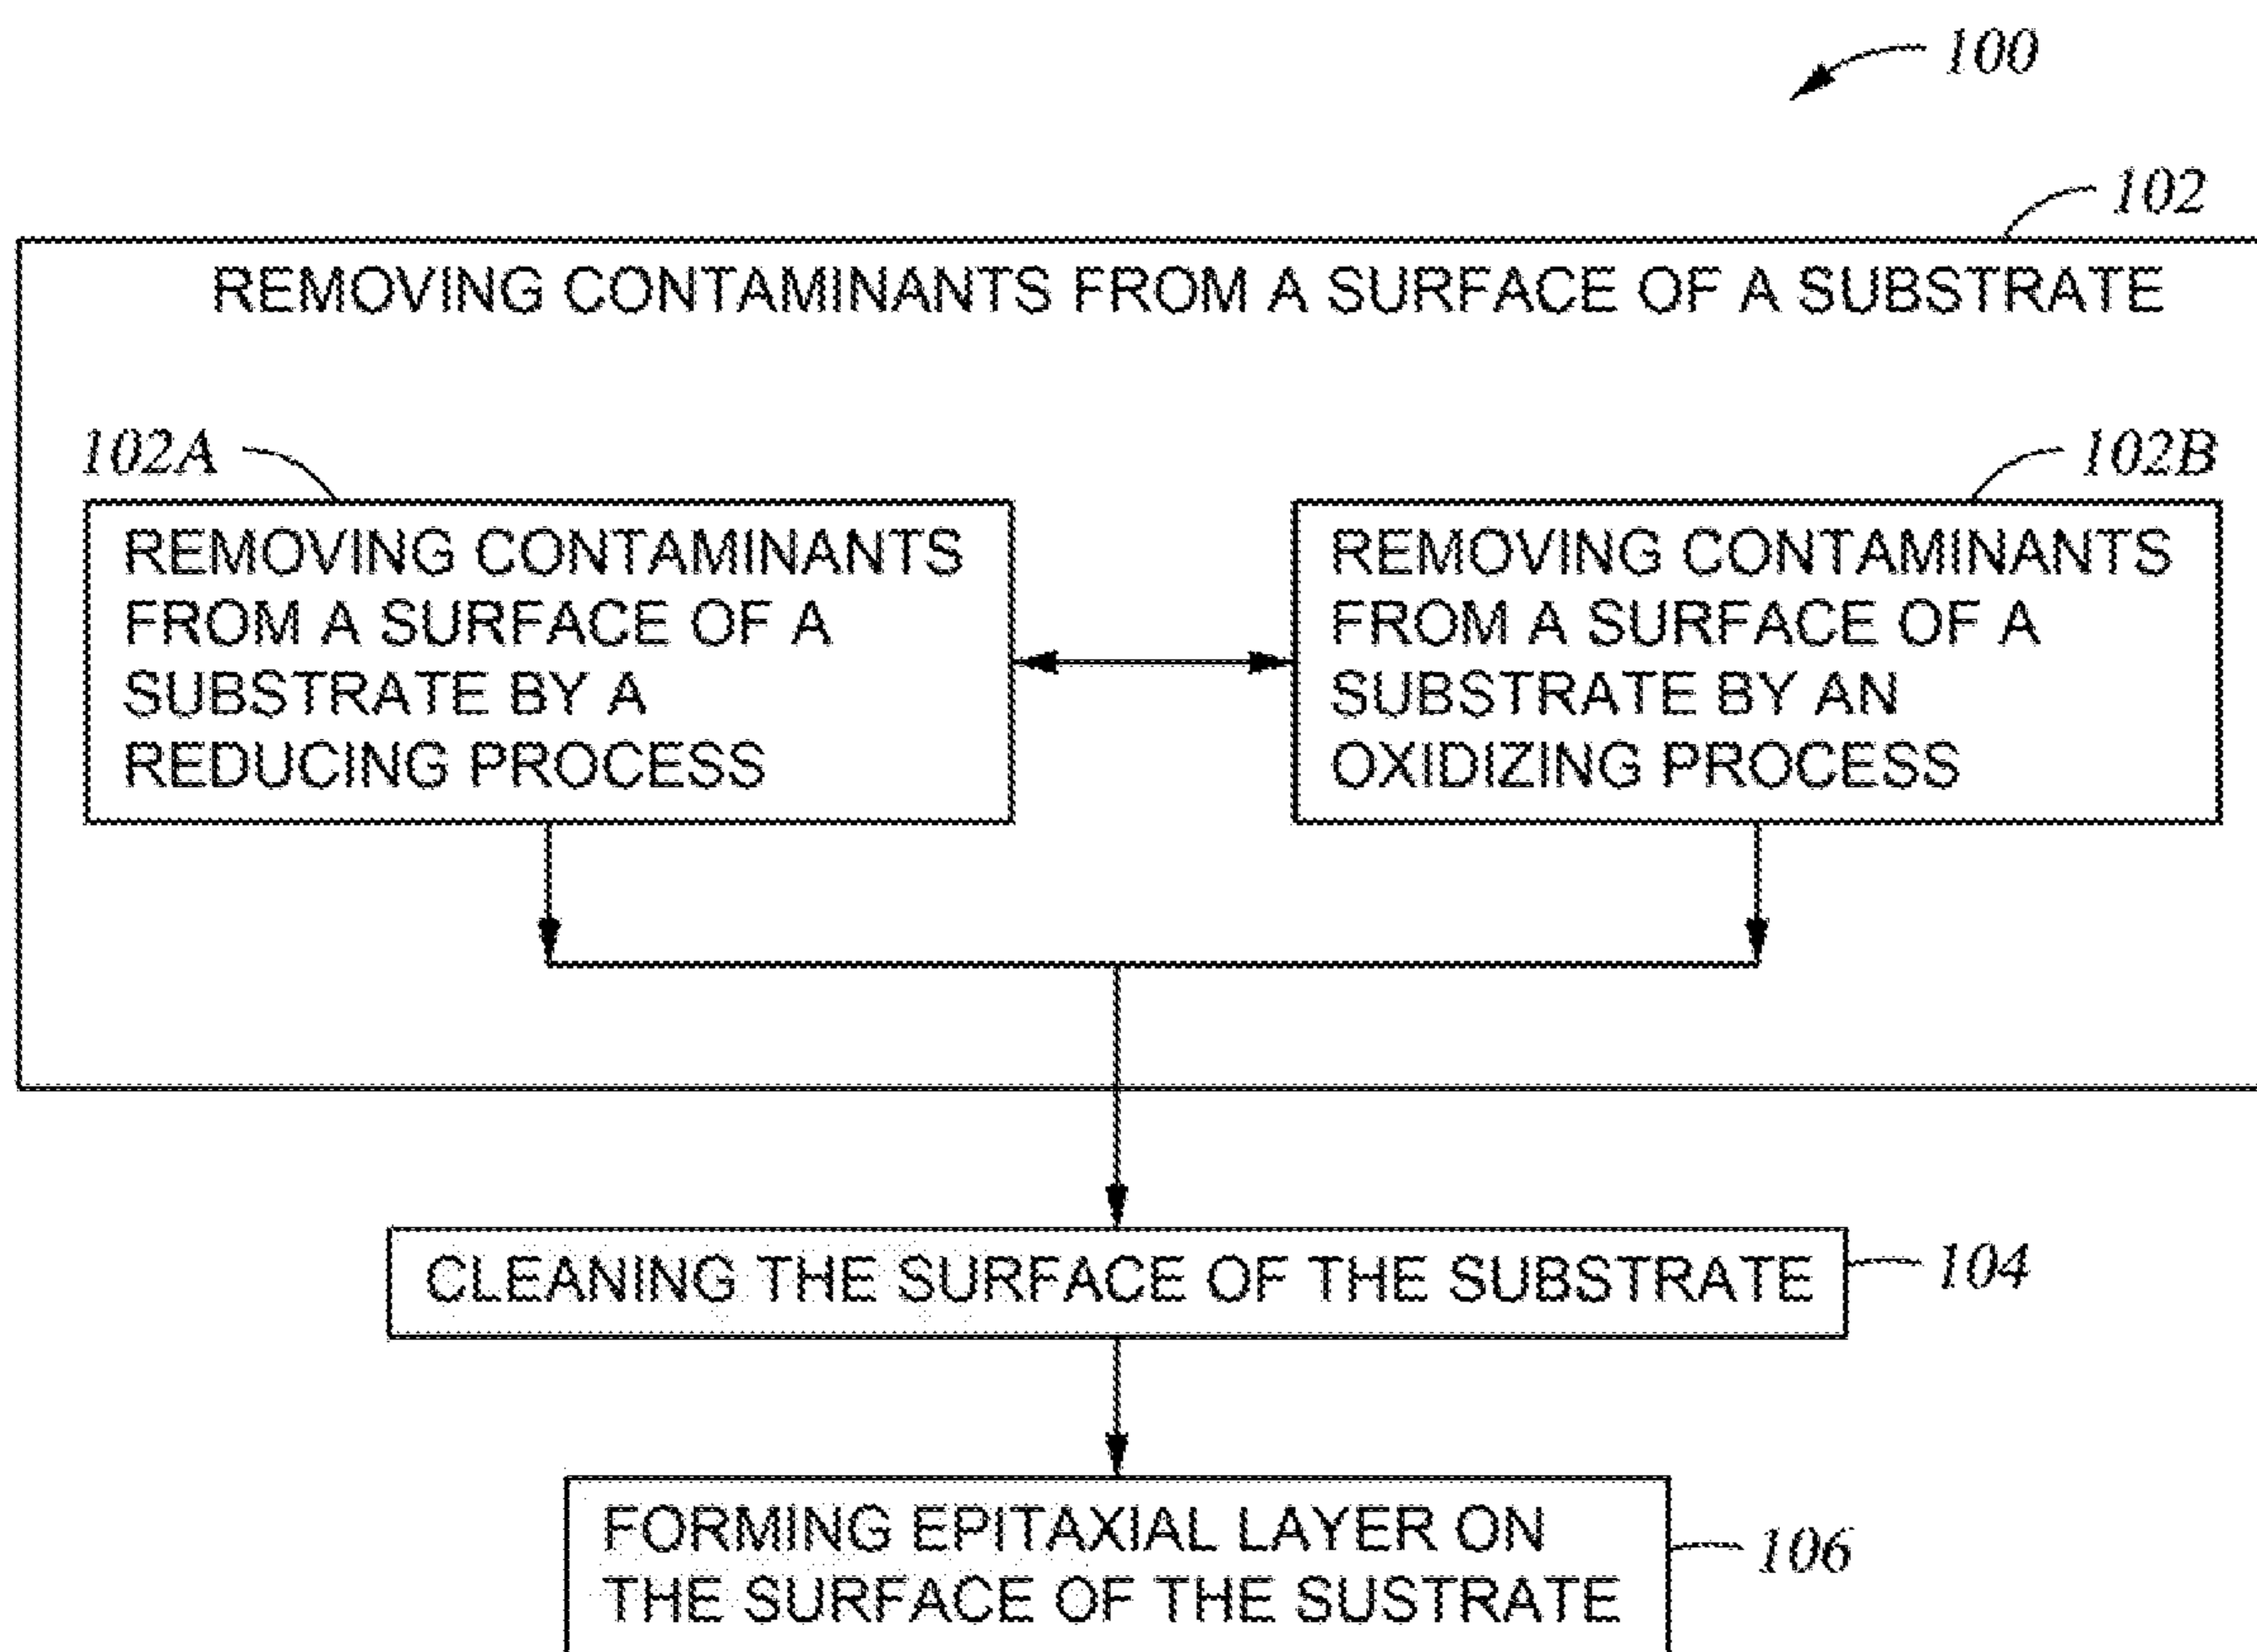 100
102
REMOVING CONTAMINANTS FROM A SURFACE OF A SUBSTRATE
102A
REMOVING CONTAMINANTS
FROM A SURFACE OF A
SUBSTRATE BY A
REDUCING PROCESS
102B
REMOVING CONTAMINANTS
FROM A SURFACE OF A
SUBSTRATE BY AN
OXIDIZING PROCESS
CLEANING THE SURFACE OF THE SUBSTRATE
104
FORMING EPITAXIAL LAYER ON
THE SURFACE OF THE SUSTRATE
106